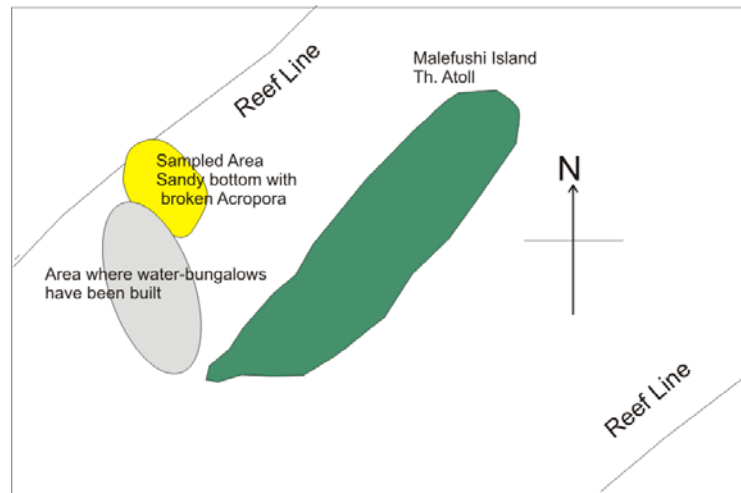 Reef Line
Malefushi Island
Th. Atoll
Sampled Area
Sandy bottom with
broken Acropora
N
Area where water-bungalows
have been built
Reef Line